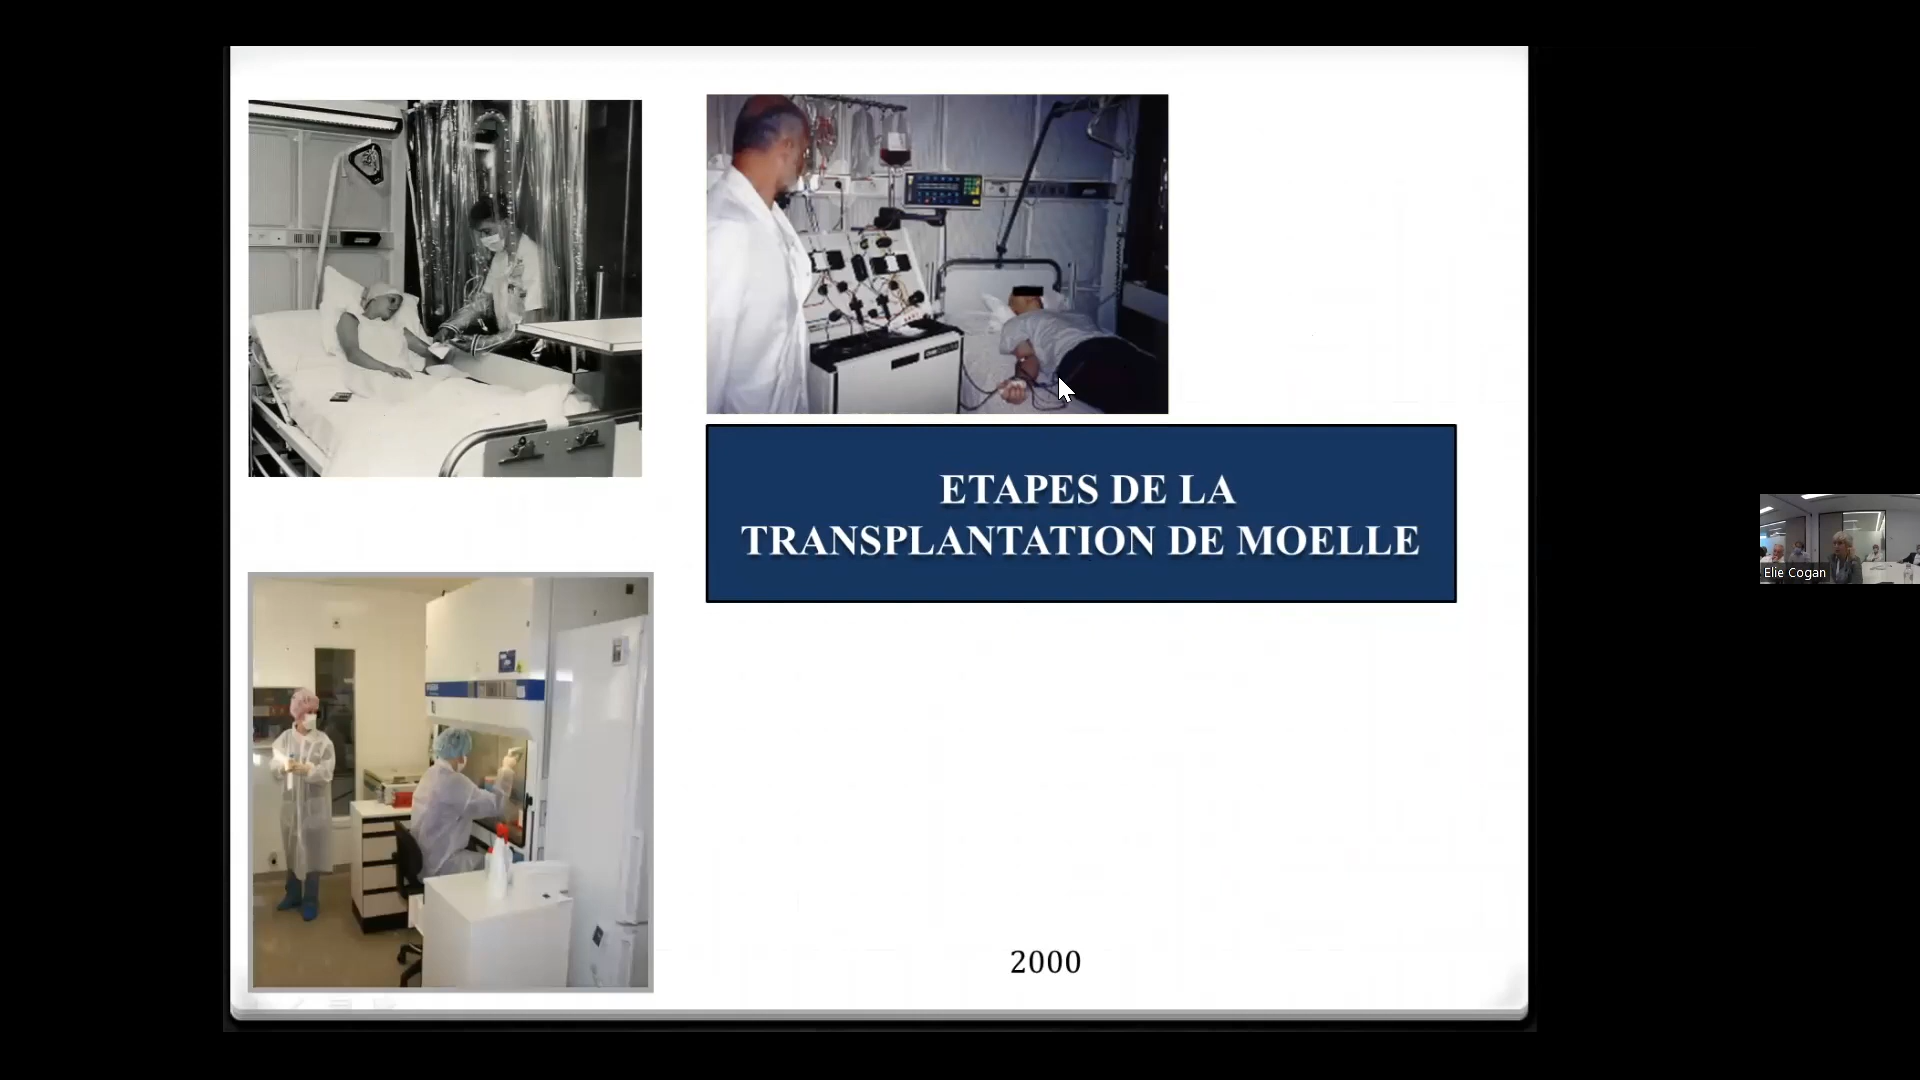 ETAPES DE LA
TRANSPLANTATION DE MOELLE
2000
Elie Cogan